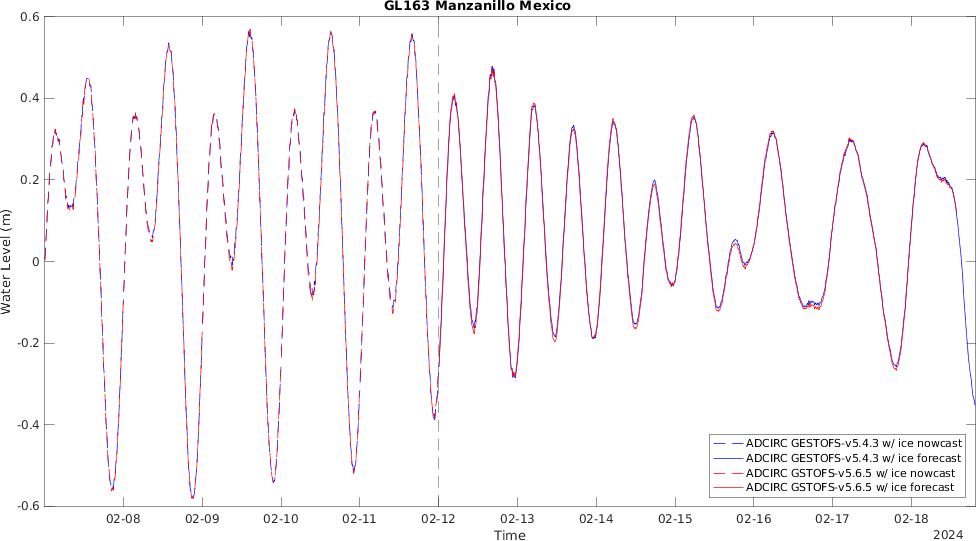 GL163 Manzanillo Mexico
0.6
0.4
0.2
0
-0.2
-0.4
-0.6
Water Level (m)
ADCIRC GESTOFS-v5.4.3 w/ ice nowcast
ADCIRC GESTOFS-v5.4.3 w/ ice forecast
ADCIRC GSTOFS-v5.6.5 w/ ice nowcast
ADCIRC GSTOFS-v5.6.5 w/ ice forecast
02-08 02-09 02-10 02-11 02-12 02-13 02-14 02-15 02-16 02-17 02-18
Time
2024